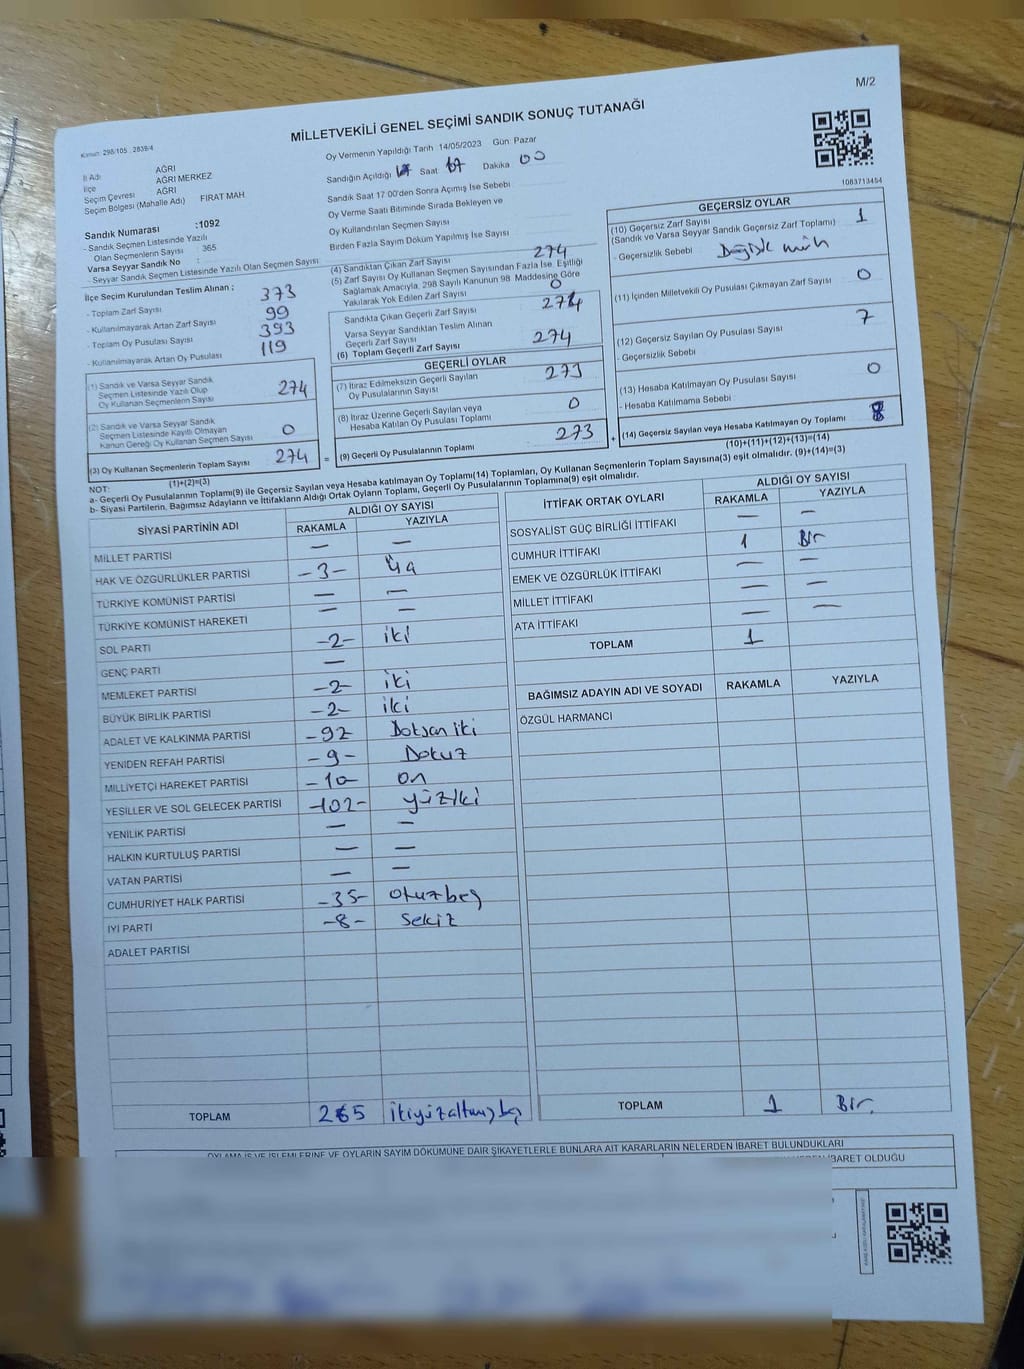 M/2
MİLLETVEKİLİ GENEL SEÇİMİ SANDIK SONUÇ TUTANAĞI
Kanun: 298/105 , 2839/4
Oy Vermenin Yapıldığı Tarih 14/05/2023 Gün: Pazar
İl Adı AĞRI
İlçe AĞRI MERKEZ
Seçim Çevresi AĞRI
Seçim Bölgesi (Mahalle Adı) FIRAT MAH
Sandığın Açıldığı Saat 17 Dakika 00
Sandık Saat 17:00'den Sonra Açımış İse Sebebi
Oy Verme Saati Bitiminde Sırada Bekleyen ve
Oy Kullandırılan Seçmen Sayısı
Birden Fazla Sayım Döküm Yapılmış İse Sayısı
1083713454
Sandık Numarası :1092
- Sandık Seçmen Listesinde Yazılı
Olan Seçmenlerin Sayısı : 365
Varsa Seyyar Sandık No :
- Seyyar Sandık Seçmen Listesinde Yazılı Olan Seçmen Sayısı
İlçe Seçim Kurulundan Teslim Alınan ;
- Toplam Zarf Sayısı 373
- Kullanılmayarak Artan Zarf Sayısı 99
- Toplam Oy Pusulası Sayısı 393
- Kullanılmayarak Artan Oy Pusulası 119
(1) Sandık ve Varsa Seyyar Sandık
Seçmen Listesinde Yazılı Olup
Oy Kullanan Seçmenlerin Sayısı 274
(2) Sandık ve Varsa Seyyar Sandık
Seçmen Listesinde Kayıtlı Olmayan
Kanun Gereği Oy Kullanan Seçmen Sayısı 0
(3) Oy Kullanan Seçmenlerin Toplam Sayısı 274
(1)+(2)=(3)
(4) Sandıktan Çıkan Zarf Sayısı 274
(5) Zarf Sayısı Oy Kullanan Seçmen Sayısından Fazla İse, Eşitliği
Sağlamak Amacıyla, 298 Sayılı Kanunun 98. Maddesine Göre
Yakılarak Yok Edilen Zarf Sayısı 0
Sandıkta Çıkan Geçerli Zarf Sayısı 274
Varsa Seyyar Sandıktan Teslim Alınan
Geçerli Zarf Sayısı
(6) Toplam Geçerli Zarf Sayısı 274
GEÇERLİ OYLAR
(7) İtiraz Edilmeksizin Geçerli Sayılan
Oy Pusulalarının Sayısı 273
(8) İtiraz Üzerine Geçerli Sayılan veya
Hesaba Katılan Oy Pusulası Toplamı 0
= (9) Geçerli Oy Pusulalarının Toplamı 273 +
GEÇERSİZ OYLAR
(10) Geçersiz Zarf Sayısı
(Sandık ve Varsa Seyyar Sandık Geçersiz Zarf Toplamı) 1
- Geçersizlik Sebebi
(11) İçinden Milletvekili Oy Pusulası Çıkmayan Zarf Sayısı 0
(12) Geçersiz Sayılan Oy Pusulası Sayısı 7
- Geçersizlik Sebebi
(13) Hesaba Katılmayan Oy Pusulası Sayısı 0
- Hesaba Katılmama Sebebi
(14) Geçersiz Sayılan veya Hesaba Katılmayan Oy Toplamı 8
(10)+(11)+(12)+(13)=(14)
NOT:
a- Geçerli Oy Pusulalarının Toplamı(9) ile Geçersiz Sayılan veya Hesaba Katılmayan Oy Toplamı(14) Toplamları, Oy Kullanan Seçmenlerin Toplam Sayısına(3) eşit olmalıdır. (9)+(14)=(3)
b- Siyasi Partilerin, Bağımsız Adayların ve İttifakların Aldığı Ortak Oyların Toplamı, Geçerli Oy Pusulalarının Toplamına(9) eşit olmalıdır.
SİYASİ PARTİNİN ADI ALDIĞI OY SAYISI
RAKAMLA YAZIYLA
MİLLET PARTİSI — —
HAK VE ÖZGÜRLÜKLER PARTİSI -3- Üç
TÜRKİYE KOMÜNİST PARTİSI — —
TÜRKİYE KOMÜNİST HAREKETİ — —
SOL PARTİ -2- iki
GENÇ PARTI —
MEMLEKET PARTİSI -2- iki
BÜYÜK BİRLİK PARTİSI -2- iki
ADALET VE KALKINMA PARTİSI -92 Doksan iki
YENİDEN REFAH PARTISI -9- Dokuz
MİLLİYETÇİ HAREKET PARTİSI -10- on
YEŞİLLER VE SOL GELECEK PARTİSI -102- yüziki
YENİLİK PARTİSI — —
HALKIN KURTULUŞ PARTİSI — —
VATAN PARTİSI — —
CUMHURİYET HALK PARTİSI -35- otuzbeş
İYİ PARTİ -8- Sekiz
ADALET PARTISI
TOPLAM 265 ikiyüzaltmışbeş
İTTİFAK ORTAK OYLARI ALDIĞI OY SAYISI
RAKAMLA YAZIYLA
SOSYALİST GÜÇ BİRLİĞİ İTTİFAKI — —
CUMHUR İTTİFAKI 1 Bir
EMEK VE ÖZGÜRLÜK İTTİFAKI — —
MİLLET İTTİFAKI — —
ATA İTTİFAKI — —
TOPLAM 1
BAĞIMSIZ ADAYIN ADI VE SOYADI RAKAMLA YAZIYLA
ÖZGÜL HARMANCI
TOPLAM 1 Bir.
OYLAMA İŞ VE İŞLEMLERİNE VE OYLARIN SAYIM DÖKÜMÜNE DAİR ŞİKAYETLERLE BUNLARA AİT KARARLARIN NELERDEN İBARET BULUNDUKLARI
İBARET OLDUĞU